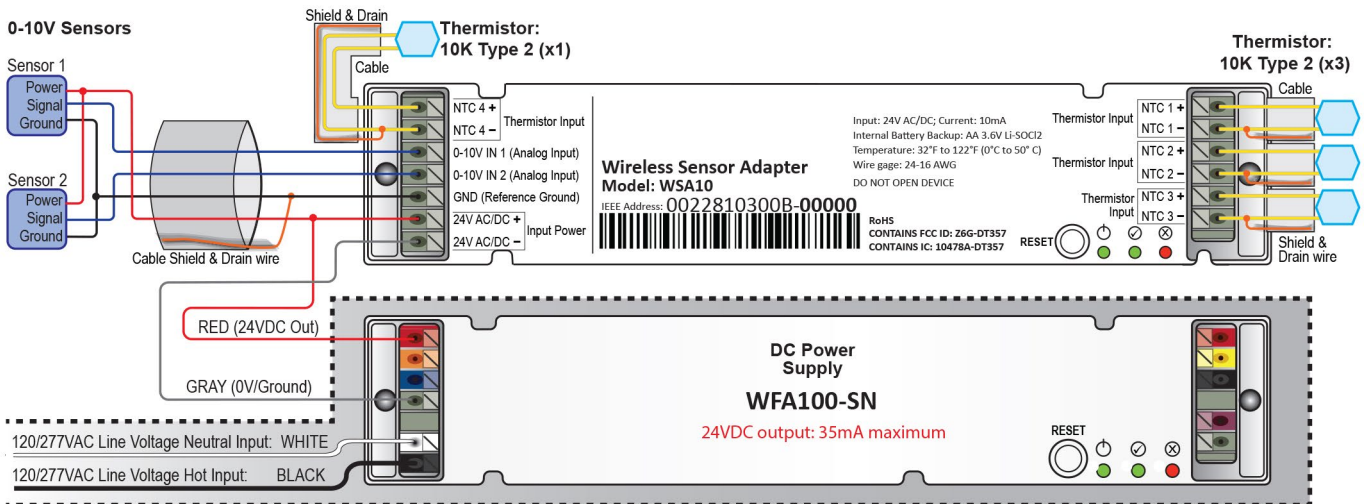 0-10V Sensors
Shield & Drain
Thermistor:
10K Type 2 (x1)
Thermistor:
10K Type 2 (x3)
Sensor 1
Power
Signal
Ground
Cable
Cable
NTC 4 +
NTC 4 –
Thermistor Input
0-10V IN 1 (Analog Input)
0-10V IN 2 (Analog Input)
GND (Reference Ground)
24V AC/DC +
24V AC/DC –
Input Power
Sensor 2
Power
Signal
Ground
Cable Shield & Drain wire
Wireless Sensor Adapter
Model: WSA10
IEEE Address: 0022810300B-00000
Input: 24V AC/DC; Current: 10mA
Internal Battery Backup: AA 3.6V Li-SOCl2
Temperature: 32°F to 122°F (0°C to 50° C)
Wire gage: 24-16 AWG
DO NOT OPEN DEVICE
RoHS
CONTAINS FCC ID: Z6G-DT357
CONTAINS IC: 10478A-DT357
RESET
Thermistor Input
NTC 1 +
NTC 1 –
Thermistor Input
NTC 2 +
NTC 2 –
Thermistor
Input
NTC 3 +
NTC 3 –
Shield &
Drain wire
RED (24VDC Out)
GRAY (0V/Ground)
120/277VAC Line Voltage Neutral Input: WHITE
120/277VAC Line Voltage Hot Input: BLACK
DC Power
Supply
WFA100-SN
24VDC output: 35mA maximum
RESET